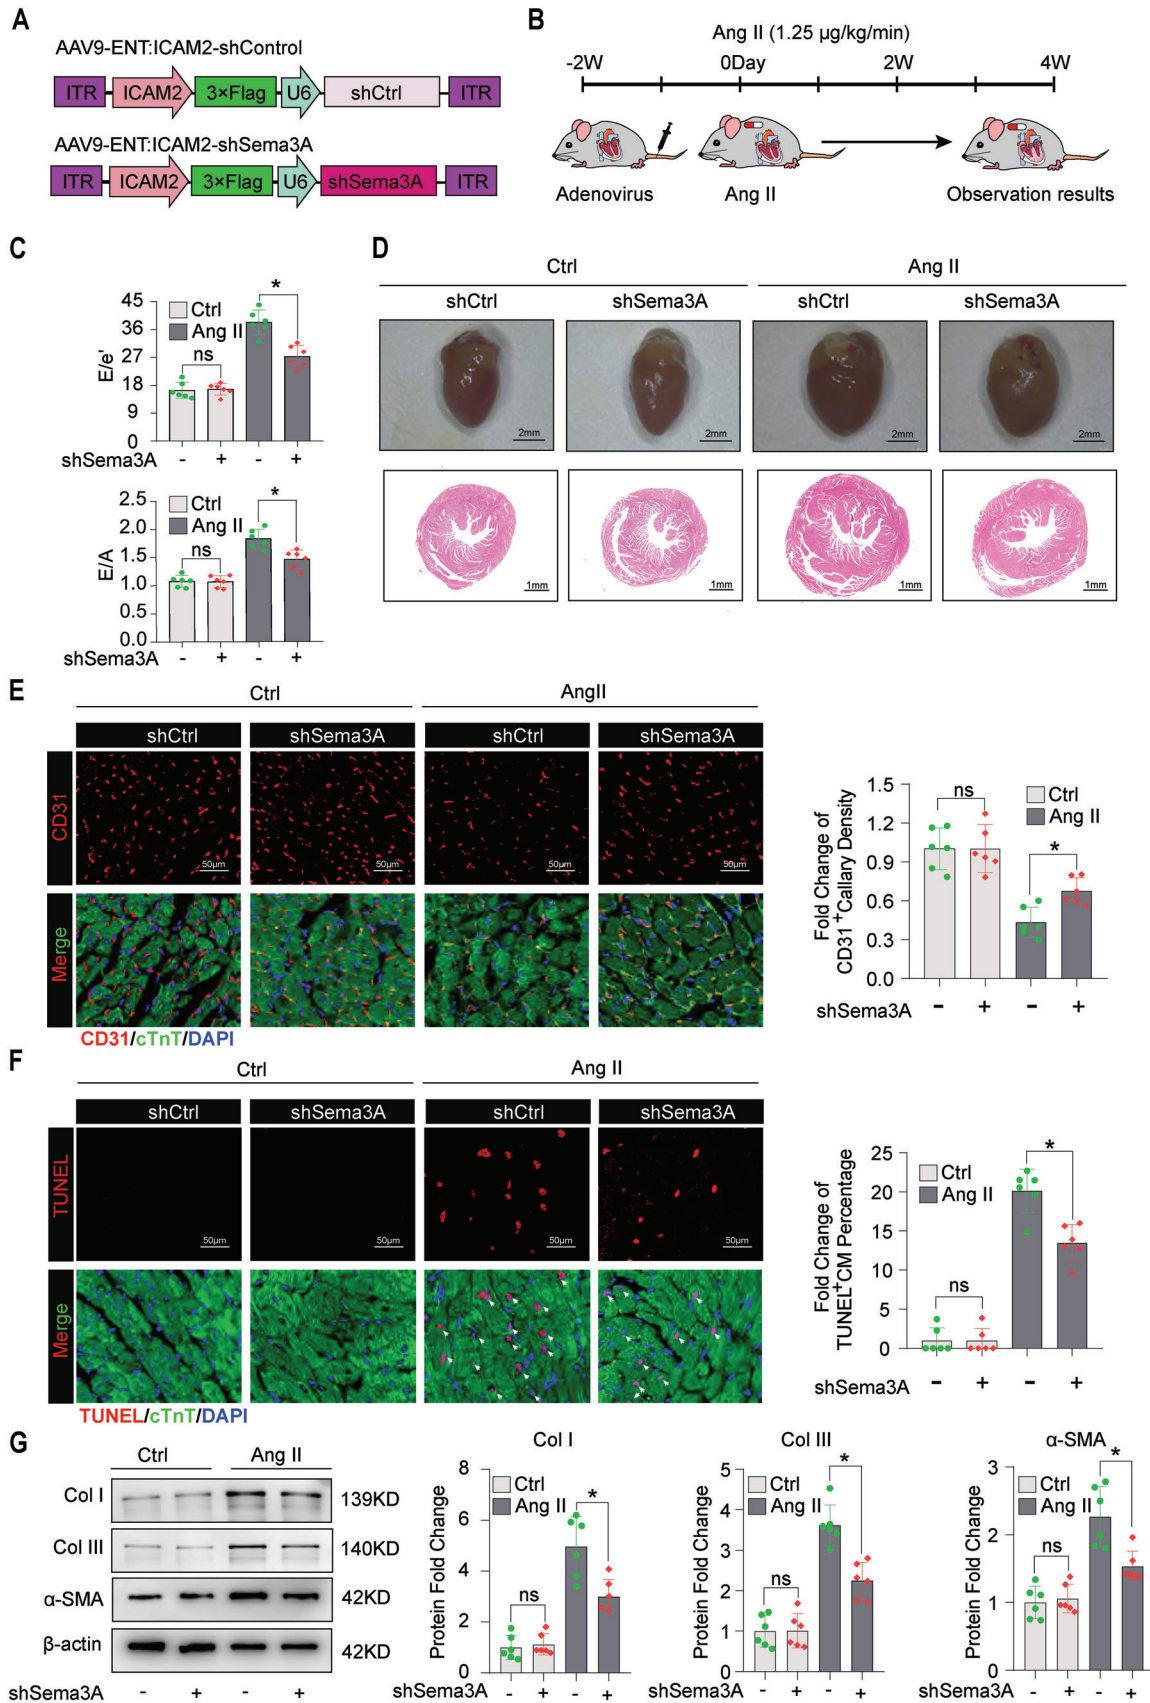 A
AAV9-ENT:ICAM2-shControl
ITR ICAM2 3×Flag U6 shCtrl ITR
AAV9-ENT:ICAM2-shSema3A
ITR ICAM2 3×Flag U6 shSema3A ITR
B
Ang II (1.25 µg/kg/min)
-2W 0Day 2W 4W
Adenovirus Ang II Observation results
C
E/e'
45
36
27
18
9
0
Ctrl
Ang II
ns
*
shSema3A - + - +
E/A
2.5
2.0
1.5
1.0
0.5
0.0
Ctrl
Ang II
ns
*
shSema3A - + - +
D
Ctrl Ang II
shCtrl shSema3A shCtrl shSema3A
2mm 2mm 2mm 2mm
1mm 1mm 1mm 1mm
E
Ctrl AngII
shCtrl shSema3A shCtrl shSema3A
CD31
50µm 50µm 50µm 50µm
Merge
CD31/cTnT/DAPI
Fold Change of
CD31+Callary Density
1.5
1.2
0.9
0.6
0.3
0.0
Ctrl
Ang II
ns
*
shSema3A - + - +
F
Ctrl Ang II
shCtrl shSema3A shCtrl shSema3A
TUNEL
50µm 50µm 50µm 50µm
Merge
TUNEL/cTnT/DAPI
Fold Change of
TUNEL+CM Percentage
25
20
15
10
5
0
Ctrl
Ang II
ns
*
shSema3A - + - +
G
Ctrl Ang II
Col I 139KD
Col III 140KD
α-SMA 42KD
β-actin 42KD
shSema3A - + - +
Col I
Protein Fold Change
8
6
4
2
0
Ctrl
Ang II
ns
*
shSema3A - + - +
Col III
Protein Fold Change
5
4
3
2
1
0
Ctrl
Ang II
ns
*
shSema3A - + - +
α-SMA
Protein Fold Change
3
2
1
0
Ctrl
Ang II
ns
*
shSema3A - + - +